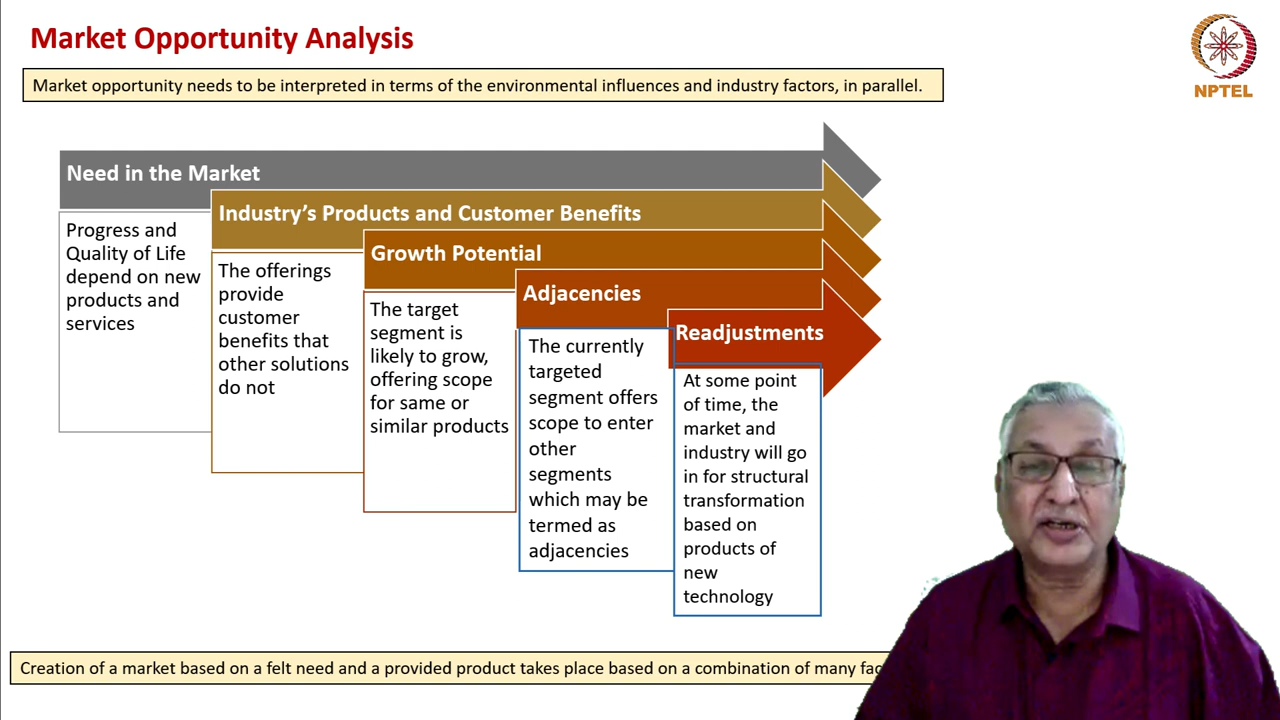 Market Opportunity Analysis
NPTEL
Market opportunity needs to be interpreted in terms of the environmental influences and industry factors, in parallel.
Need in the Market
Progress and
Quality of Life
depend on new
products and
services
Industry's Products and Customer Benefits
The offerings
provide
customer
benefits that
other solutions
do not
Growth Potential
The target
segment is
likely to grow,
offering scope
for same or
similar products
Adjacencies
The currently
targeted
segment offers
scope to enter
other
segments
which may be
termed as
adjacencies
Readjustments
At some point
of time, the
market and
industry will go
in for structural
transformation
based on
products of
new
technology
Creation of a market based on a felt need and a provided product takes place based on a combination of many